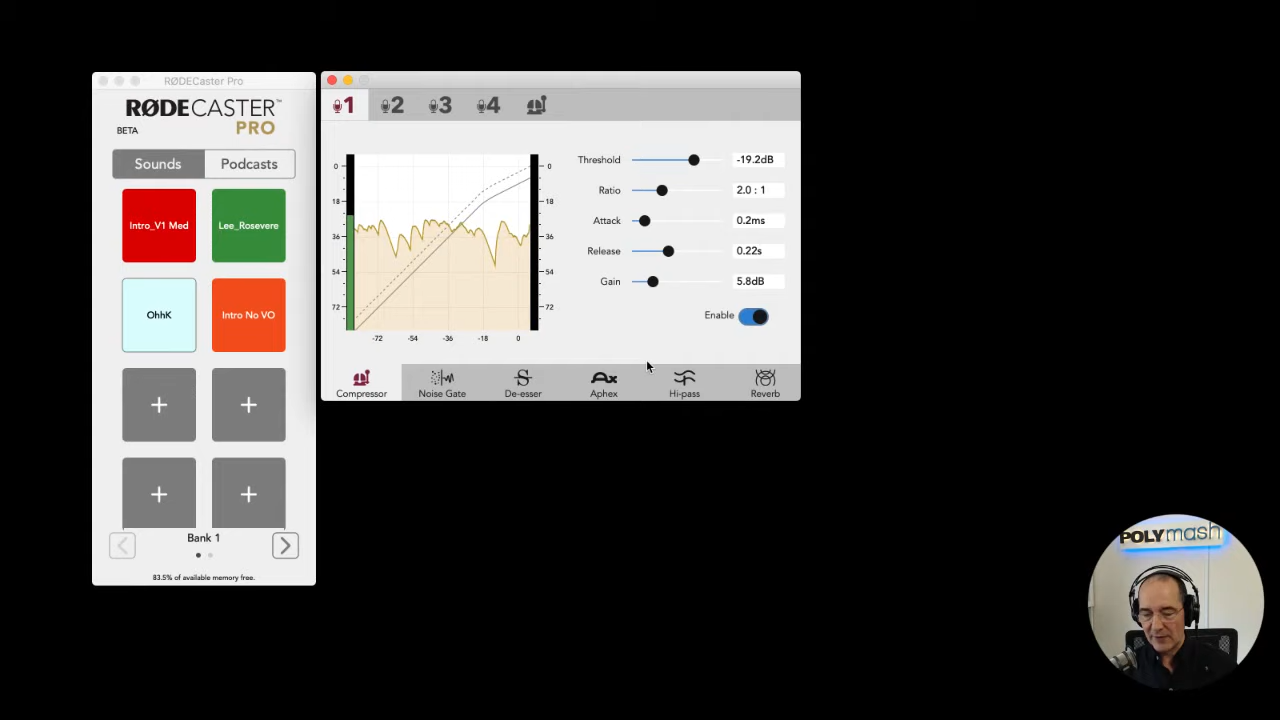 RØDECaster Pro
RØDECASTER™
BETA
PRO
Sounds
Podcasts
Intro_V1 Med
Lee_Rosevere
OhhK
Intro No VO
+
+
+
+
Bank 1
83.5% of available memory free.
1
2
3
4
0
18
36
54
72
0
18
36
54
72
-72
-54
-36
-18
0
Threshold
-19.2dB
Ratio
2.0 : 1
Attack
0.2ms
Release
0.22s
Gain
5.8dB
Enable
Compressor
Noise Gate
De-esser
Aphex
Hi-pass
Reverb
POLYmash